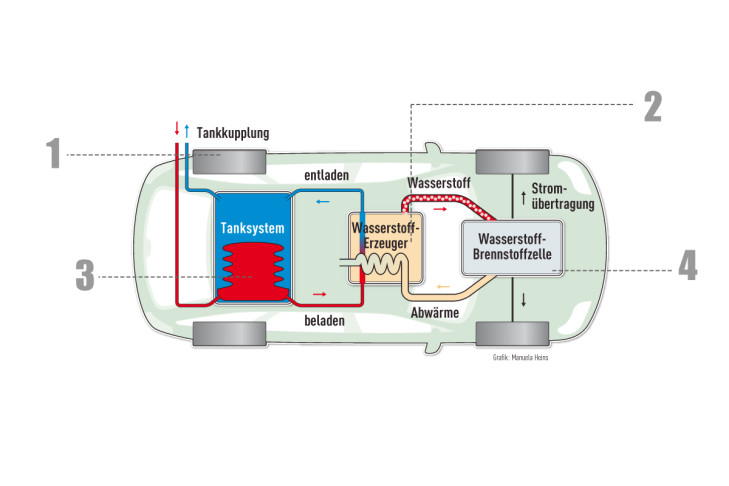 2
Tankkupplung
1
entladen
Wasserstoff
Strom-
übertragung
Tanksystem
Wasserstoff-
Erzeuger
Wasserstoff-
Brennstoffzelle
3
4
beladen
Abwärme
Grafik: Manuela Heins